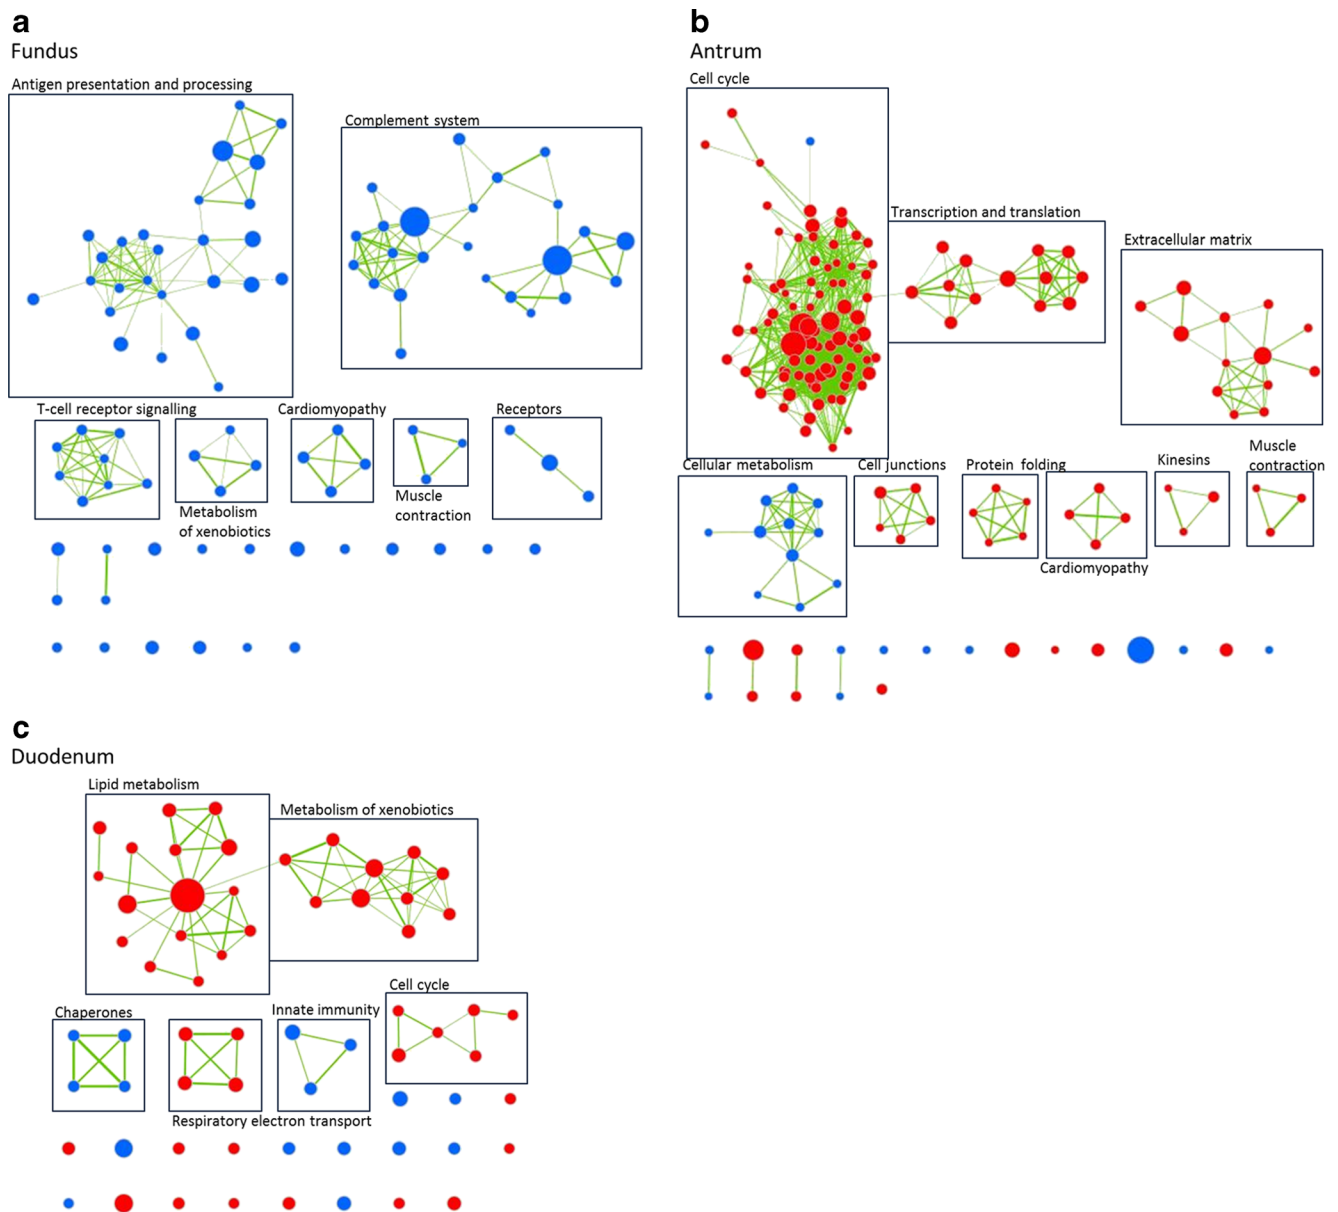 a
Fundus
Antigen presentation and processing
Complement system
T-cell receptor signalling
Metabolism
of xenobiotics
Cardiomyopathy
Muscle
contraction
Receptors
b
Antrum
Cell cycle
Transcription and translation
Extracellular matrix
Cellular metabolism
Cell junctions
Protein folding
Cardiomyopathy
Kinesins
Muscle
contraction
c
Duodenum
Lipid metabolism
Metabolism of xenobiotics
Chaperones
Respiratory electron transport
Innate immunity
Cell cycle